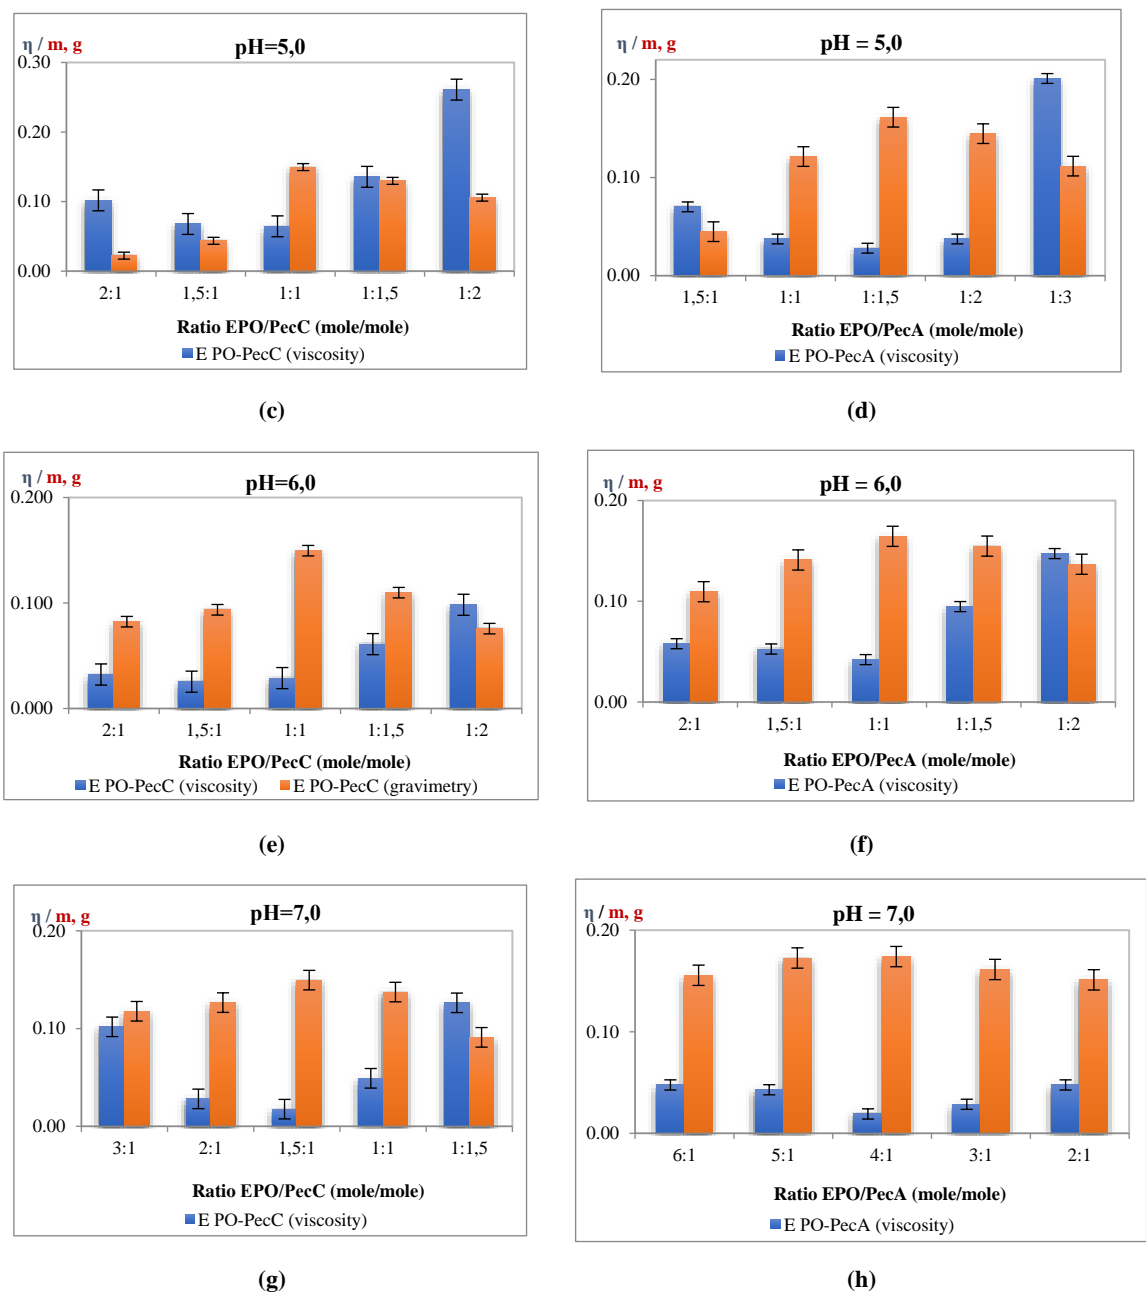 η / m, g
pH=5,0
0.30
0.20
0.10
0.00
2:1 1,5:1 1:1 1:1,5 1:2
Ratio EPO/PecC (mole/mole)
E PO-PecC (viscosity)
(c)
η / m, g
pH = 5,0
0.20
0.10
0.00
1,5:1 1:1 1:1,5 1:2 1:3
Ratio EPO/PecA (mole/mole)
E PO-PecA (viscosity)
(d)
η / m, g
pH=6,0
0.200
0.100
0.000
2:1 1,5:1 1:1 1:1,5 1:2
Ratio EPO/PecC (mole/mole)
E PO-PecC (viscosity) E PO-PecC (gravimetry)
(e)
η / m, g
pH = 6,0
0.20
0.10
0.00
2:1 1,5:1 1:1 1:1,5 1:2
Ratio EPO/PecA (mole/mole)
E PO-PecA (viscosity)
(f)
η / m, g
pH=7,0
0.20
0.10
0.00
3:1 2:1 1,5:1 1:1 1:1,5
Ratio EPO/PecC (mole/mole)
E PO-PecC (viscosity)
(g)
η / m, g
pH = 7,0
0.20
0.10
0.00
6:1 5:1 4:1 3:1 2:1
Ratio EPO/PecA (mole/mole)
E PO-PecA (viscosity)
(h)